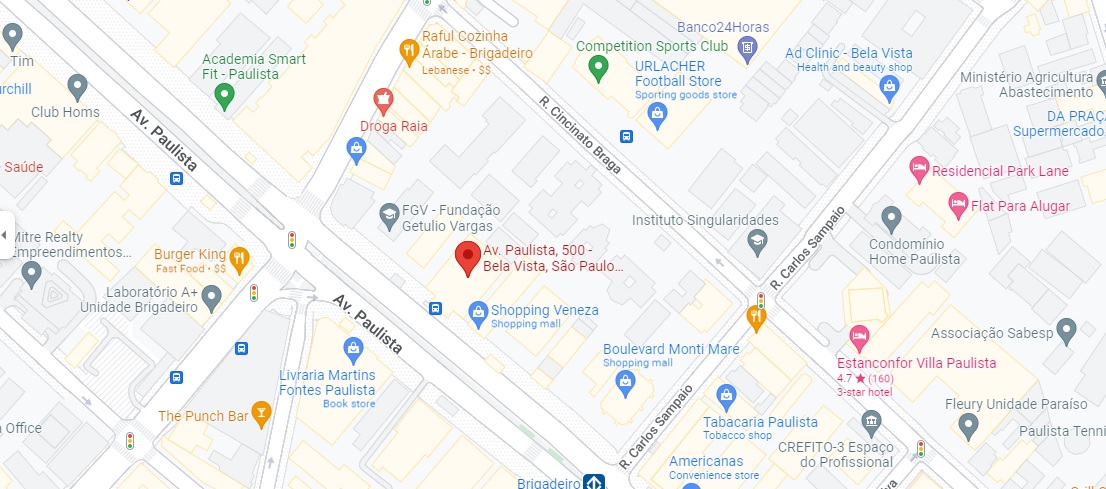 Tim
urchill
Club Homs
Academia Smart
Fit - Paulista
Av. Paulista
Saúde
Raful Cozinha
Árabe - Brigadeiro
Lebanese • $$
Droga Raia
Banco24Horas
Competition Sports Club
URLACHER
Football Store
Sporting goods store
Ad Clinic - Bela Vista
Health and beauty shop
Ministério Agricultura
Abastecimento
DA PRAÇ
Supermercado
R. Cincinato Braga
Residencial Park Lane
Flat Para Alugar
FGV - Fundação
Getulio Vargas
Instituto Singularidades
R. Carlos Sampaio
Condomínio
Home Paulista
Mitre Realty
Empreendimentos...
Burger King
Fast Food • $$
Laboratório A+
Unidade Brigadeiro
Av. Paulista, 500 -
Bela Vista, São Paulo...
Av. Paulista
Shopping Veneza
Shopping mall
Boulevard Monti Mare
Shopping mall
Associação Sabesp
Estanconfor Villa Paulista
4.7 ★ (160)
3-star hotel
Livraria Martins
Fontes Paulista
Book store
The Punch Bar
a Office
R. Carlos Sampaio
Tabacaria Paulista
Tobacco shop
Fleury Unidade Paraíso
Paulista Tenni
CREFITO-3 Espaço
do Profissional
Americanas
Convenience store
Brigadeiro
va